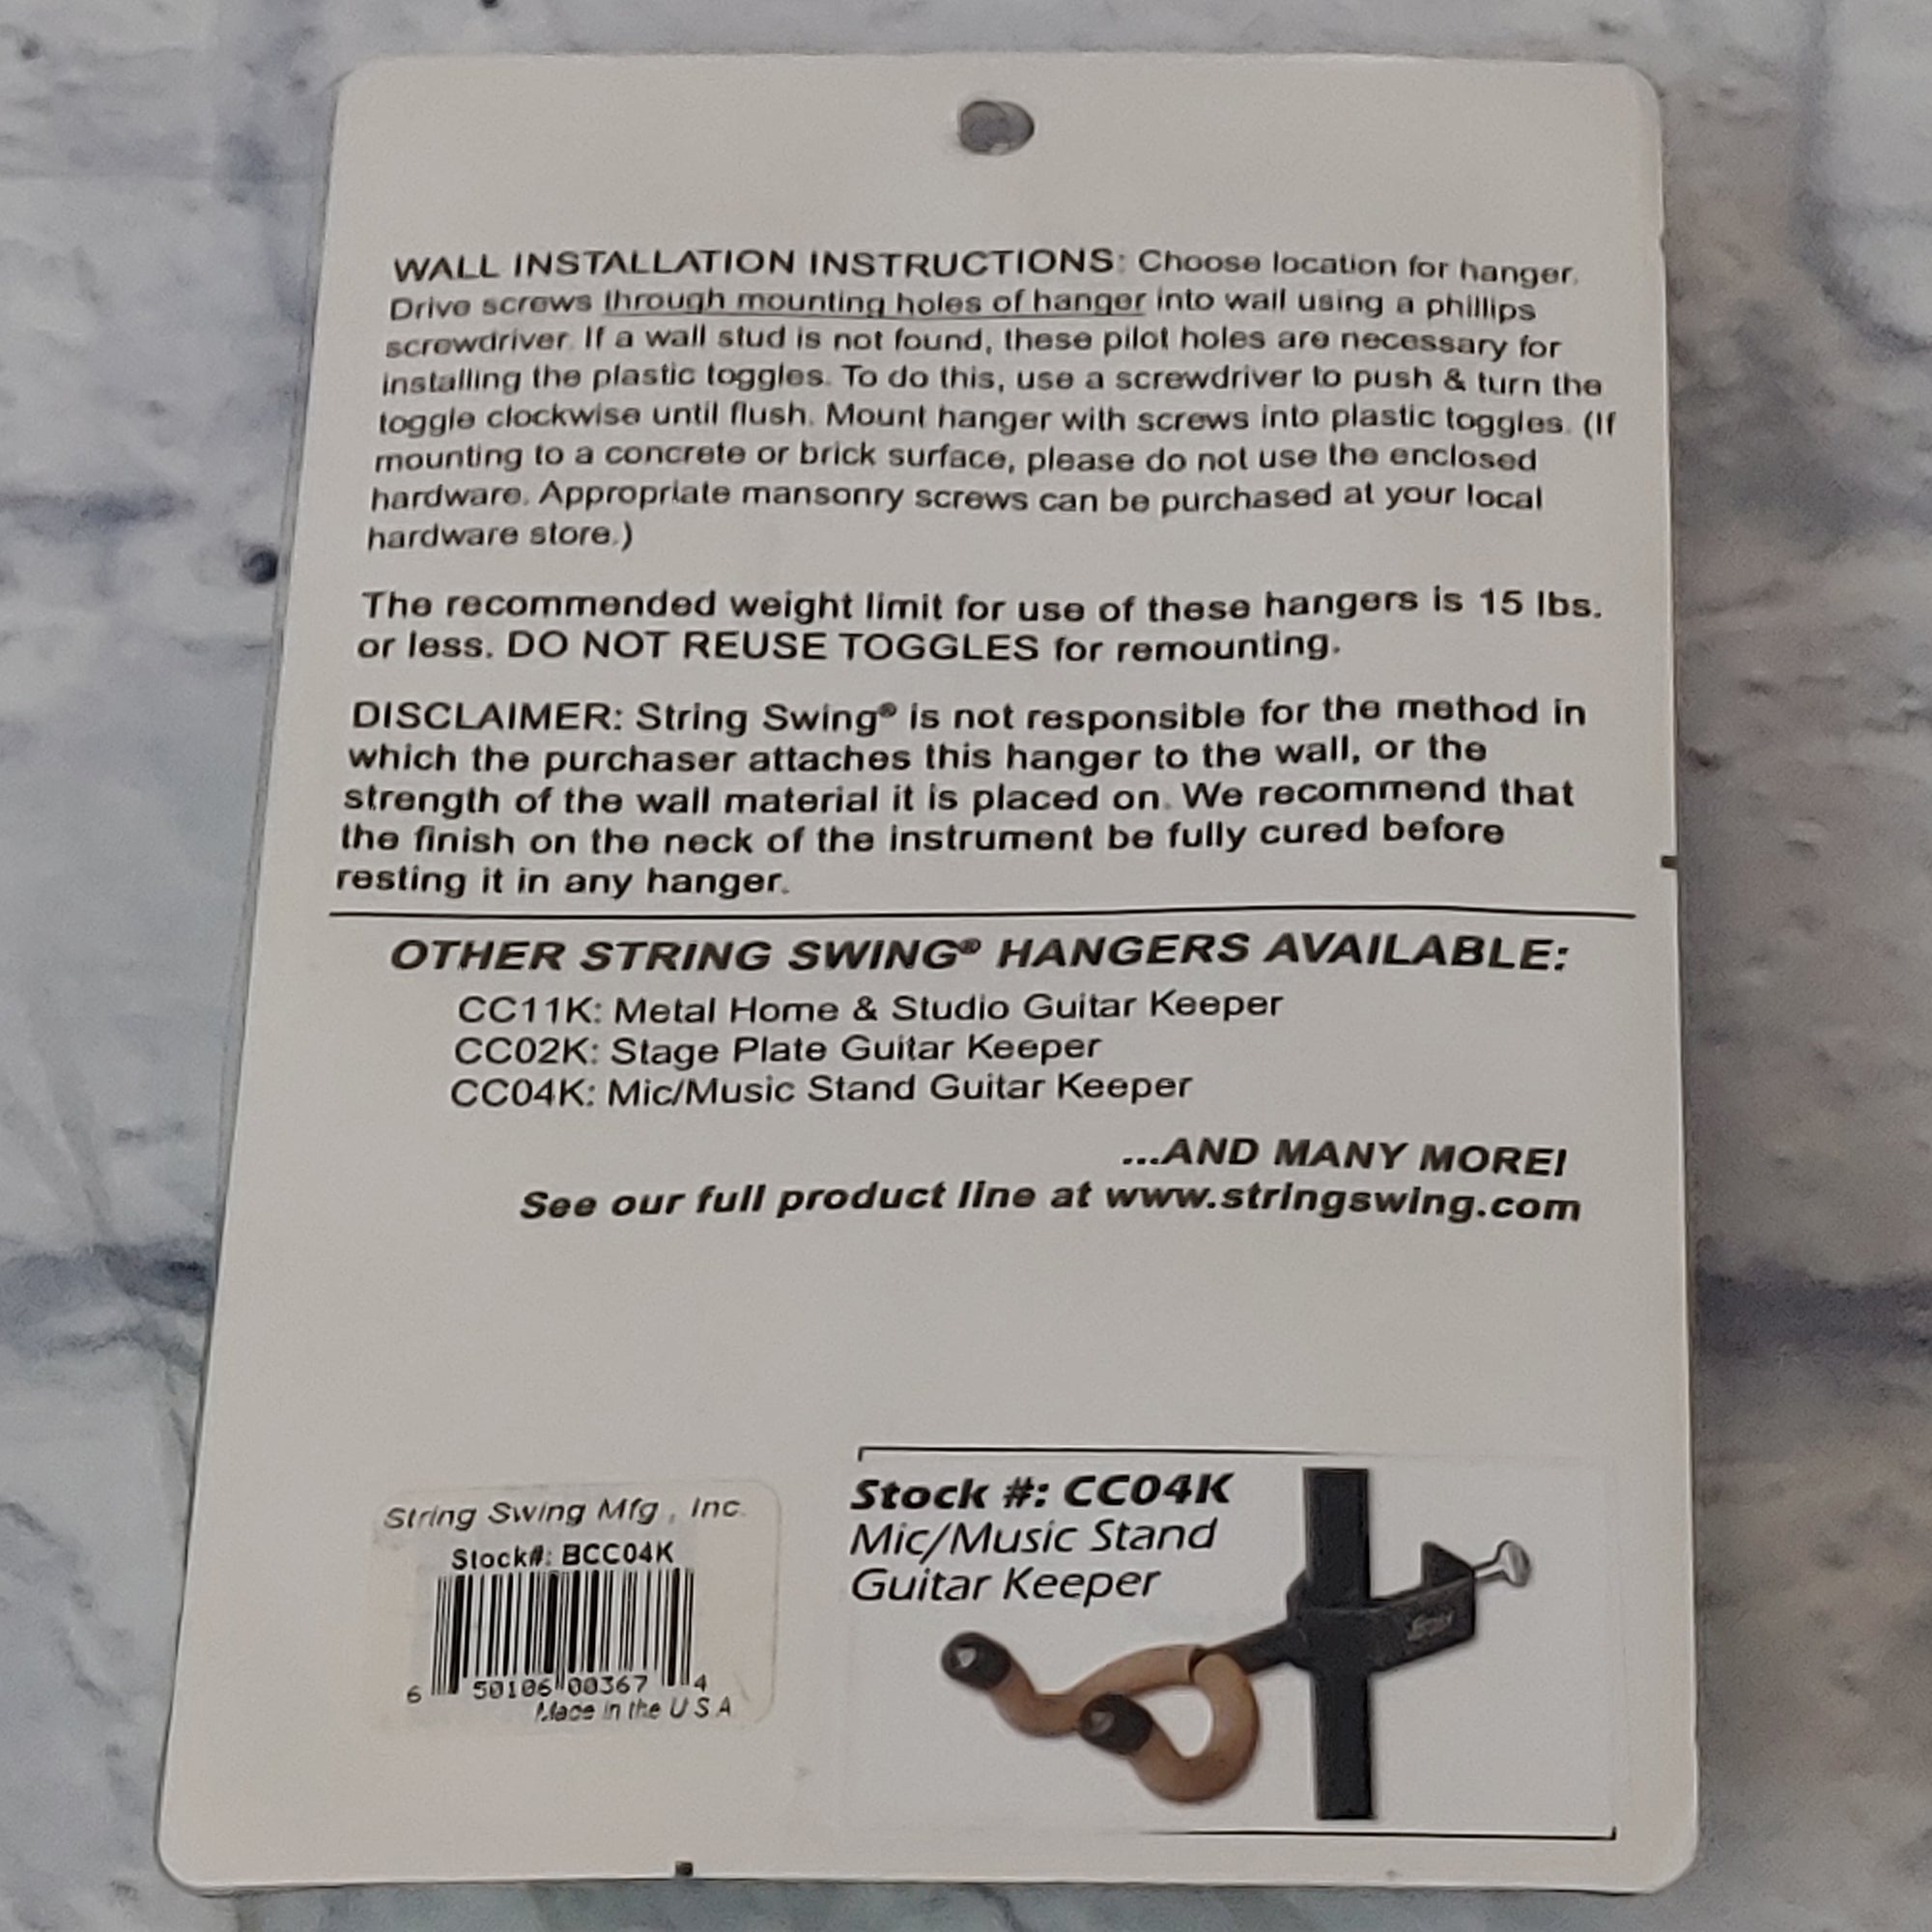 WALL INSTALLATION INSTRUCTIONS: Choose location for hanger.
Drive screws through mounting holes of hanger into wall using a phillips
screwdriver. If a wall stud is not found, these pilot holes are necessary for
installing the plastic toggles. To do this, use a screwdriver to push & turn the
toggle clockwise until flush. Mount hanger with screws into plastic toggles. (If
mounting to a concrete or brick surface, please do not use the enclosed
hardware. Appropriate mansonry screws can be purchased at your local
hardware store.)
The recommended weight limit for use of these hangers is 15 lbs.
or less. DO NOT REUSE TOGGLES for remounting.
DISCLAIMER: String Swing® is not responsible for the method in
which the purchaser attaches this hanger to the wall, or the
strength of the wall material it is placed on. We recommend that
the finish on the neck of the instrument be fully cured before
resting it in any hanger.
OTHER STRING SWING® HANGERS AVAILABLE:
CC11K: Metal Home & Studio Guitar Keeper
CC02K: Stage Plate Guitar Keeper
CC04K: Mic/Music Stand Guitar Keeper
...AND MANY MORE!
See our full product line at www.stringswing.com
String Swing Mfg., Inc.
Stock#: BCC04K
6 50106 00367 4
Made in the U S A
Stock #: CC04K
Mic/Music Stand
Guitar Keeper